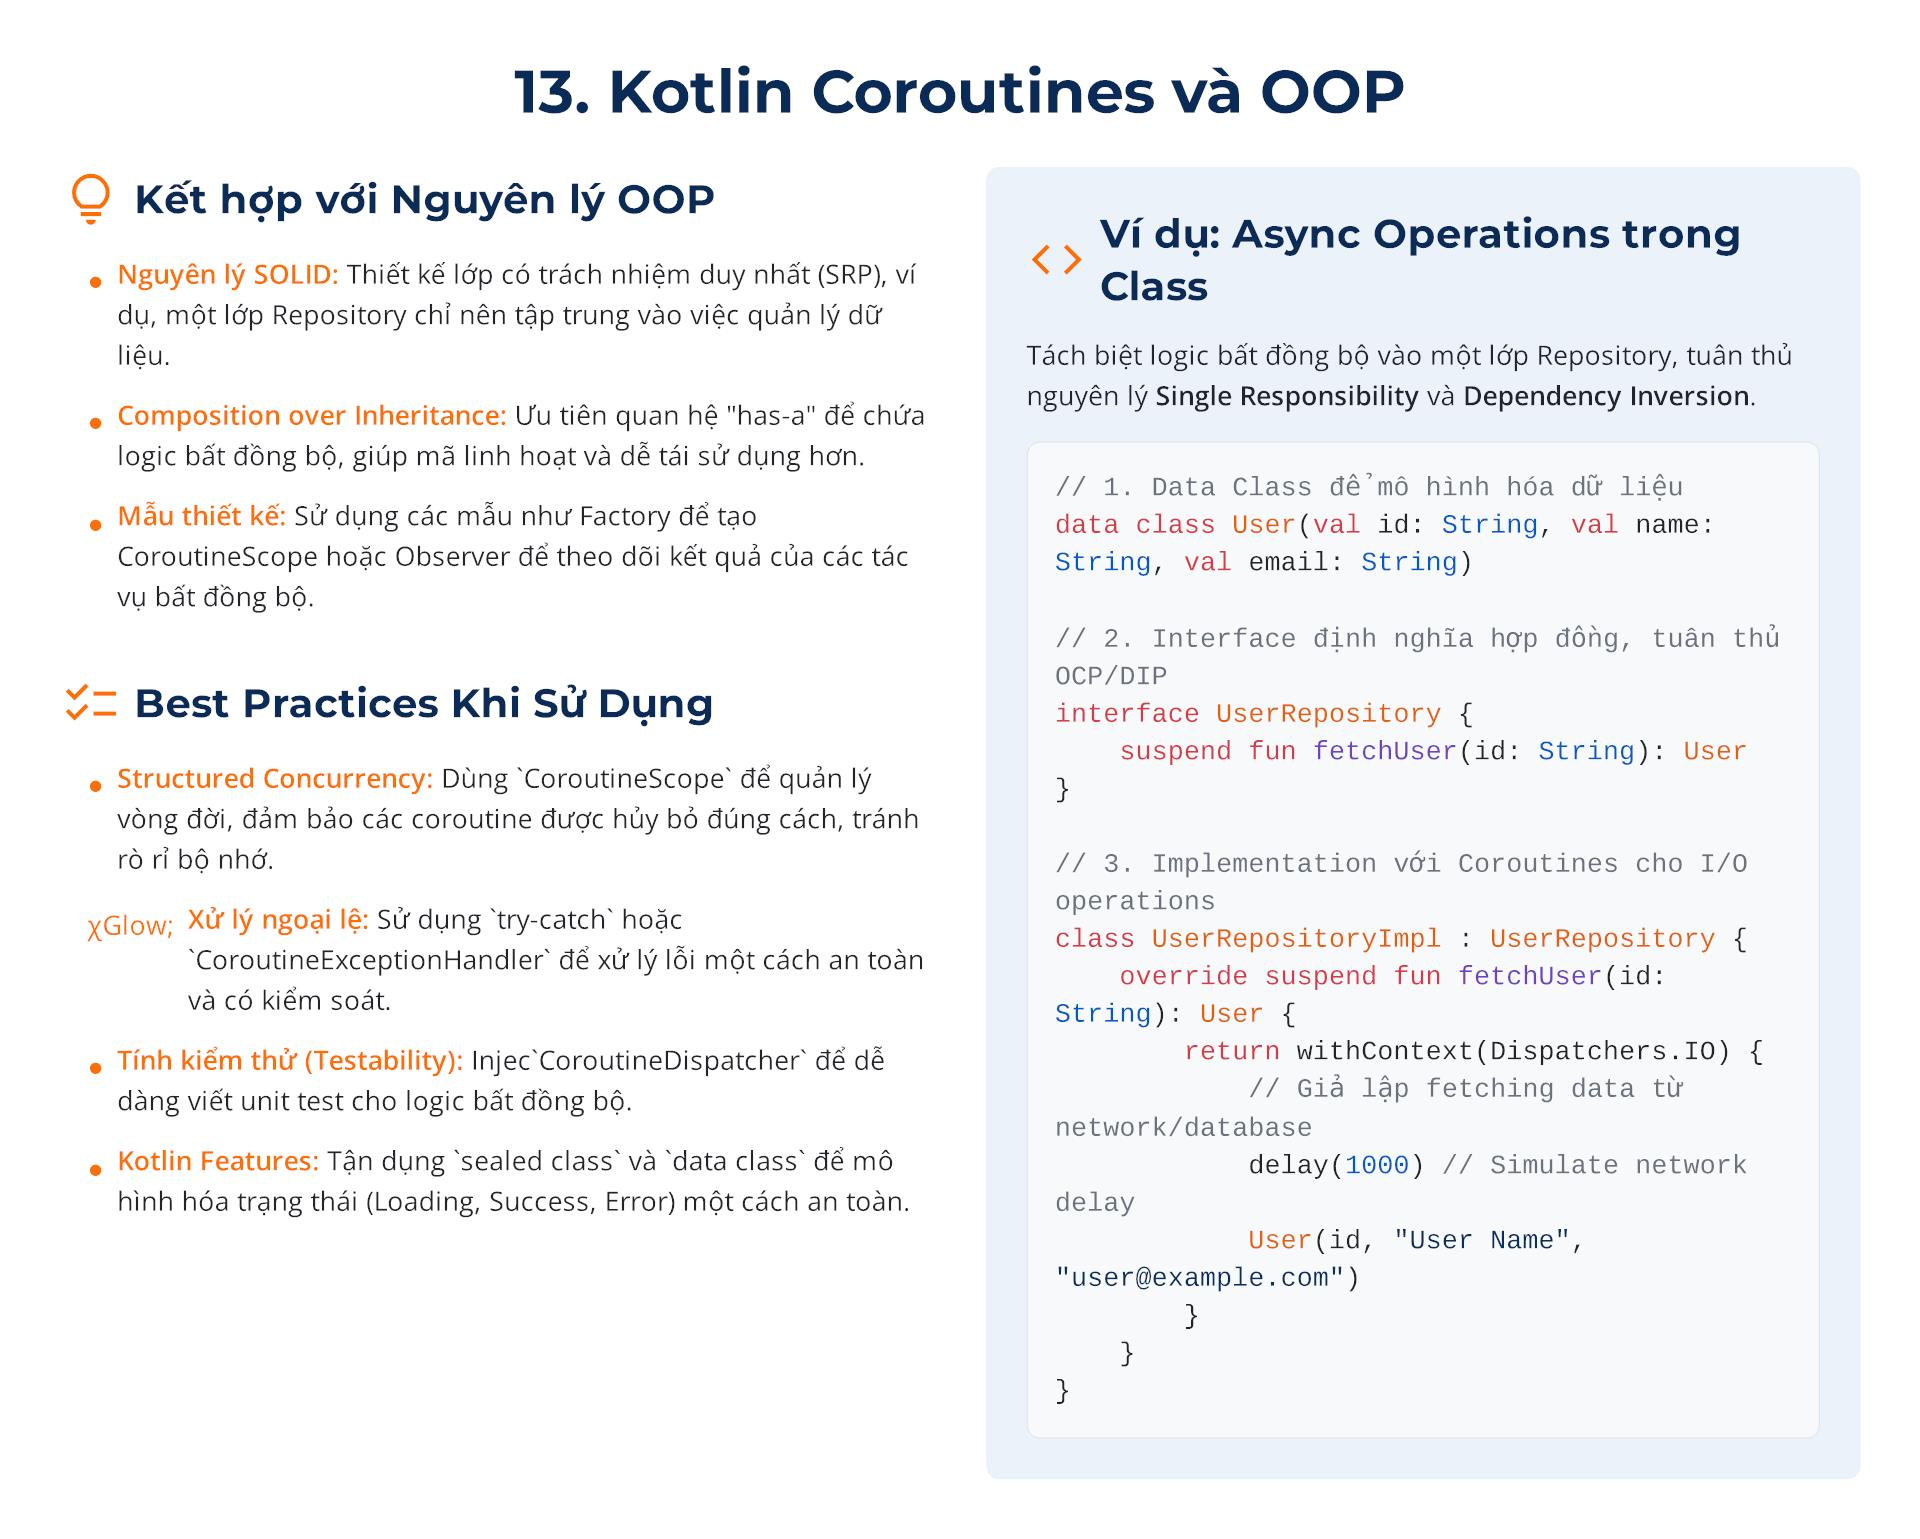 13. Kotlin Coroutines và OOP
Kết hợp với Nguyên lý OOP
Nguyên lý SOLID: Thiết kế lớp có trách nhiệm duy nhất (SRP), ví
dụ, một lớp Repository chỉ nên tập trung vào việc quản lý dữ
liệu.
Composition over Inheritance: Ưu tiên quan hệ "has-a" để chứa
logic bất đồng bộ, giúp mã linh hoạt và dễ tái sử dụng hơn.
Mẫu thiết kế: Sử dụng các mẫu như Factory để tạo
CoroutineScope hoặc Observer để theo dõi kết quả của các tác
vụ bất đồng bộ.
Best Practices Khi Sử Dụng
Structured Concurrency: Dùng `CoroutineScope` để quản lý
vòng đời, đảm bảo các coroutine được hủy bỏ đúng cách, tránh
rò rỉ bộ nhớ.
χGlow; Xử lý ngoại lệ: Sử dụng `try-catch` hoặc
`CoroutineExceptionHandler` để xử lý lỗi một cách an toàn
và có kiểm soát.
Tính kiểm thử (Testability): Injec`CoroutineDispatcher` để dễ
dàng viết unit test cho logic bất đồng bộ.
Kotlin Features: Tận dụng `sealed class` và `data class` để mô
hình hóa trạng thái (Loading, Success, Error) một cách an toàn.
Ví dụ: Async Operations trong
Class
Tách biệt logic bất đồng bộ vào một lớp Repository, tuân thủ
nguyên lý Single Responsibility và Dependency Inversion.
// 1. Data Class để mô hình hóa dữ liệu
data class User(val id: String, val name:
String, val email: String)
// 2. Interface định nghĩa hợp đồng, tuân thủ
OCP/DIP
interface UserRepository {
    suspend fun fetchUser(id: String): User
}
// 3. Implementation với Coroutines cho I/O
operations
class UserRepositoryImpl : UserRepository {
    override suspend fun fetchUser(id:
String): User {
        return withContext(Dispatchers.IO) {
            // Giả lập fetching data từ
network/database
            delay(1000) // Simulate network
delay
            User(id, "User Name",
"user@example.com")
        }
    }
}